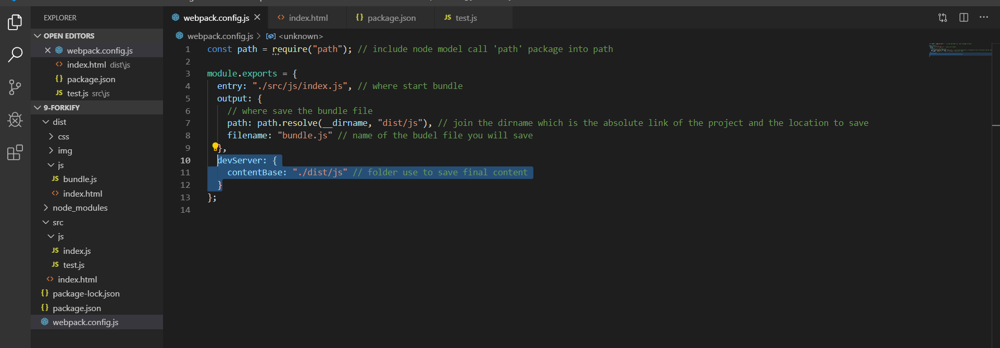 EXPLORER
OPEN EDITORS
webpack.config.js
index.html dist\js
package.json
test.js src\js
9-FORKIFY
dist
css
img
js
bundle.js
index.html
node_modules
src
js
index.js
test.js
index.html
package-lock.json
package.json
webpack.config.js
webpack.config.js index.html package.json test.js
webpack.config.js > <unknown>
1 const path = require("path"); // include node model call 'path' package into path
2
3 module.exports = {
4 entry: "./src/js/index.js", // where start bundle
5 output: {
6 // where save the bundle file
7 path: path.resolve(__dirname, "dist/js"), // join the dirname which is the absolute link of the project and the location to save
8 filename: "bundle.js" // name of the budel file you will save
9 },
10 devServer: {
11 contentBase: "./dist/js" // folder use to save final content
12 }
13 };
14